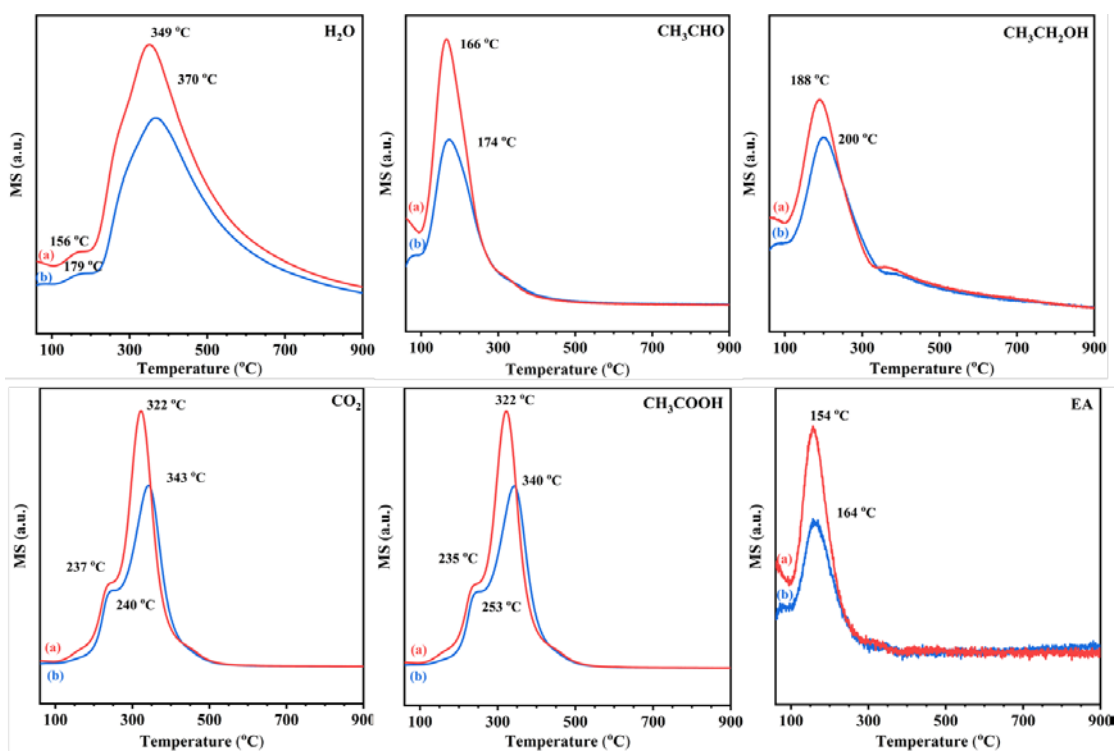 349 °C
H₂O
370 °C
156 °C
179 °C
(a)
(b)
MS (a.u.)
100 300 500 700 900
Temperature (°C)
166 °C
CH₃CHO
174 °C
(a)
(b)
MS (a.u.)
100 300 500 700 900
Temperature (°C)
188 °C
CH₃CH₂OH
200 °C
(a)
(b)
MS (a.u.)
100 300 500 700 900
Temperature (°C)
322 °C
CO₂
343 °C
237 °C
240 °C
(a)
(b)
MS (a.u.)
100 300 500 700 900
Temperature (°C)
322 °C
CH₃COOH
340 °C
235 °C
253 °C
(a)
(b)
MS (a.u.)
100 300 500 700 900
Temperature (°C)
154 °C
EA
164 °C
(a)
(b)
MS (a.u.)
100 300 500 700 900
Temperature (°C)